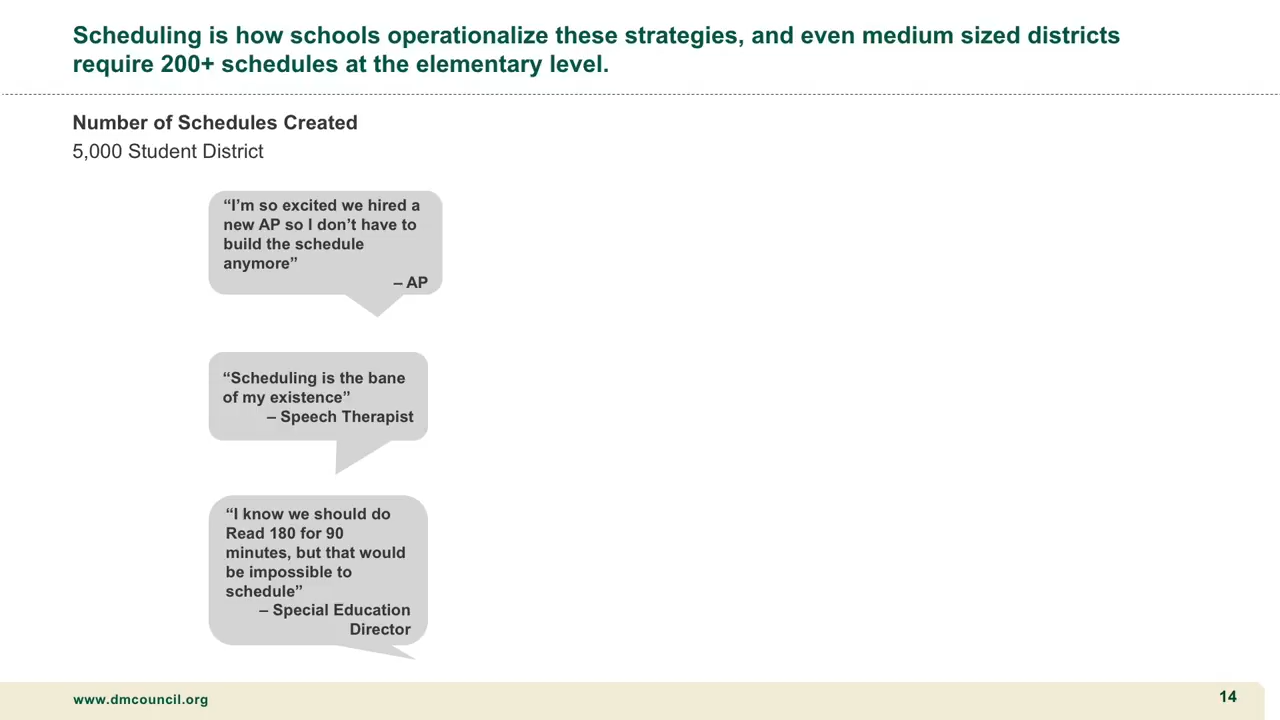 Scheduling is how schools operationalize these strategies, and even medium sized districts
require 200+ schedules at the elementary level.
Number of Schedules Created
5,000 Student District
“I’m so excited we hired a
new AP so I don’t have to
build the schedule
anymore”
– AP
“Scheduling is the bane
of my existence”
– Speech Therapist
“I know we should do
Read 180 for 90
minutes, but that would
be impossible to
schedule”
– Special Education
Director
www.dmcouncil.org
14